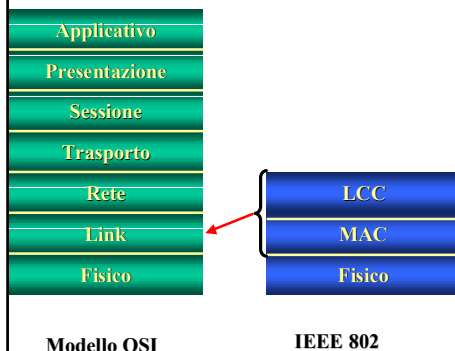 Applicativo
Presentazione
Sessione
Trasporto
Rete
Link
Fisico
Modello OSI
LCC
MAC
Fisico
IEEE 802